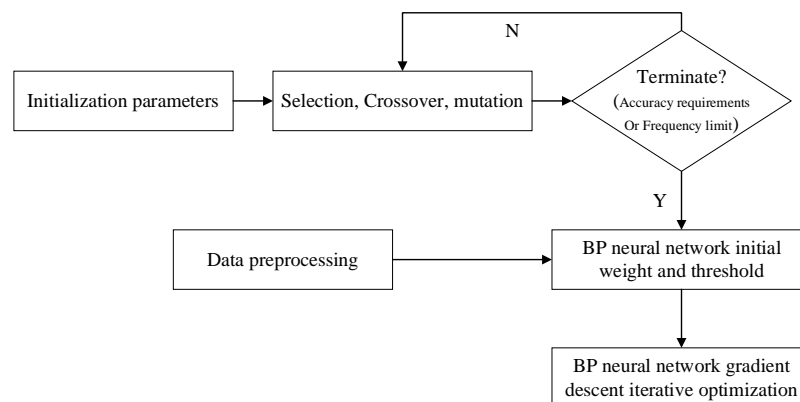 N
Initialization parameters
Selection, Crossover, mutation
Terminate?
(Accuracy requirements
Or Frequency limit)
Y
Data preprocessing
BP neural network initial
weight and threshold
BP neural network gradient
descent iterative optimization